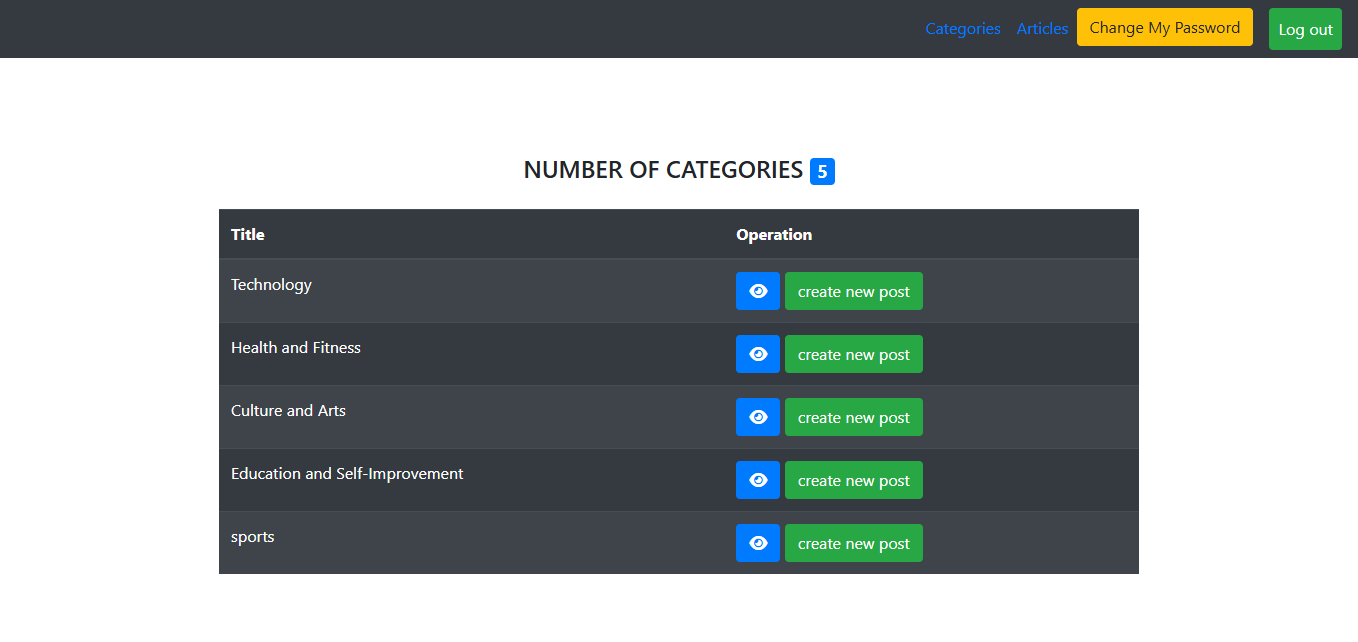 Categories Articles Change My Password Log out
NUMBER OF CATEGORIES 5
Title Operation
Technology create new post
Health and Fitness create new post
Culture and Arts create new post
Education and Self-Improvement create new post
sports create new post